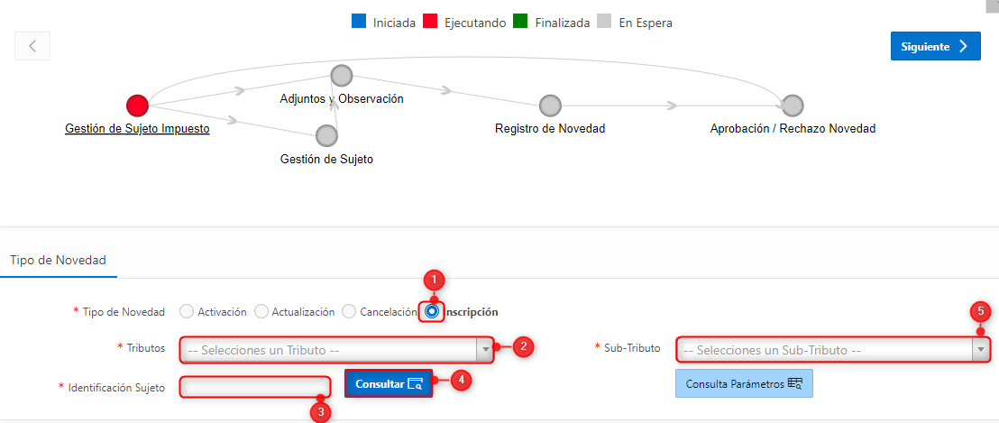 Iniciada Ejecutando Finalizada En Espera
Siguiente
Adjuntos y Observación
Gestión de Sujeto Impuesto
Registro de Novedad
Aprobación / Rechazo Novedad
Gestión de Sujeto
Tipo de Novedad
1
* Tipo de Novedad Activación Actualización Cancelación Inscripción
5
* Tributos -- Selecciones un Tributo -- 2
* Sub-Tributo -- Selecciones un Sub-Tributo --
* Identificación Sujeto Consultar 4
Consulta Parámetros
3